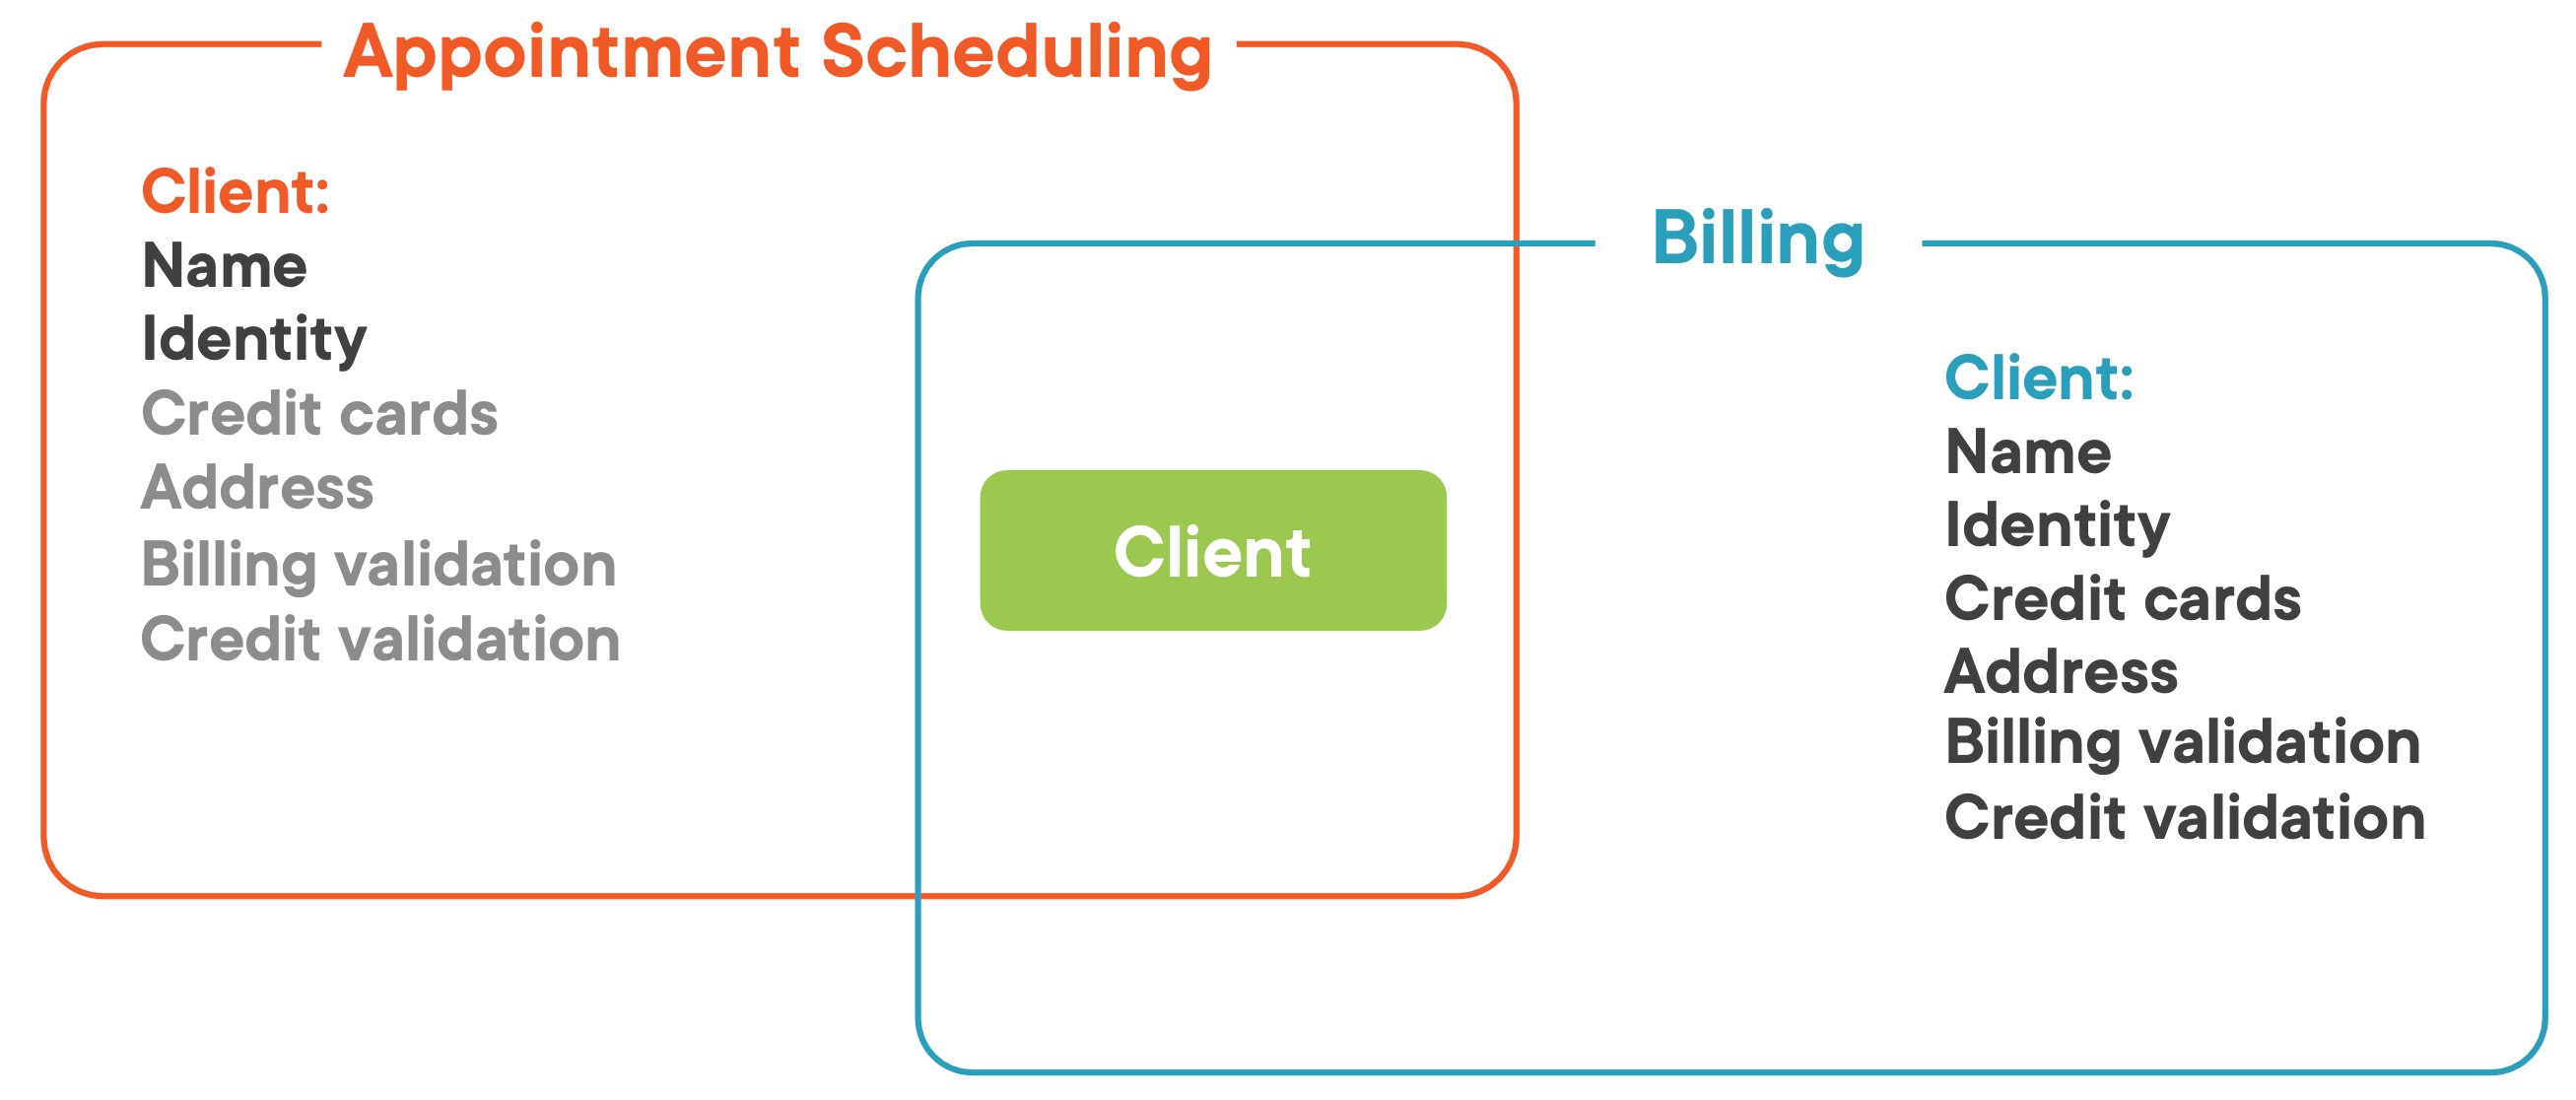 Appointment Scheduling
Client:
Name
Identity
Credit cards
Address
Billing validation
Credit validation
Client
Billing
Client:
Name
Identity
Credit cards
Address
Billing validation
Credit validation